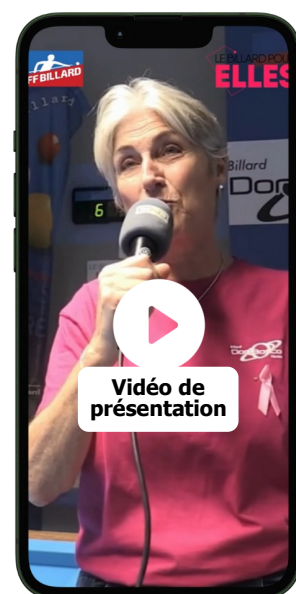 FF BILLARD
LE BILLARD POUR
ELLES
Billard
6
Vidéo de
présentation